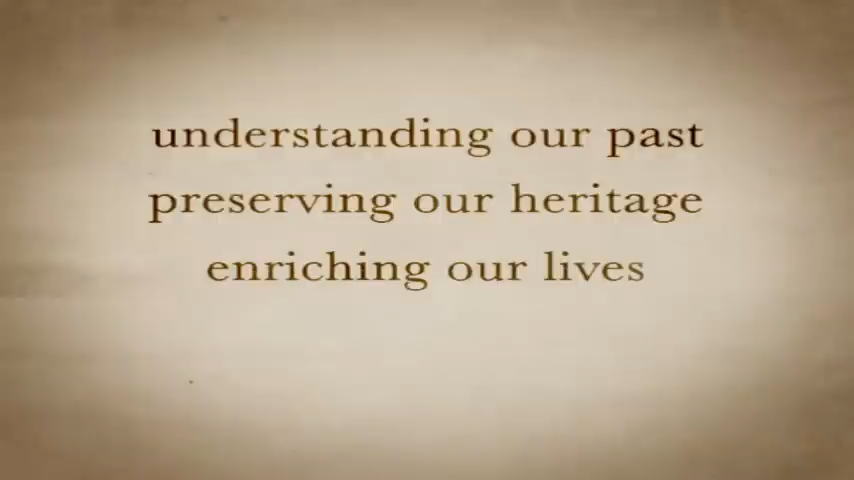 understanding our past
preserving our heritage
enriching our lives